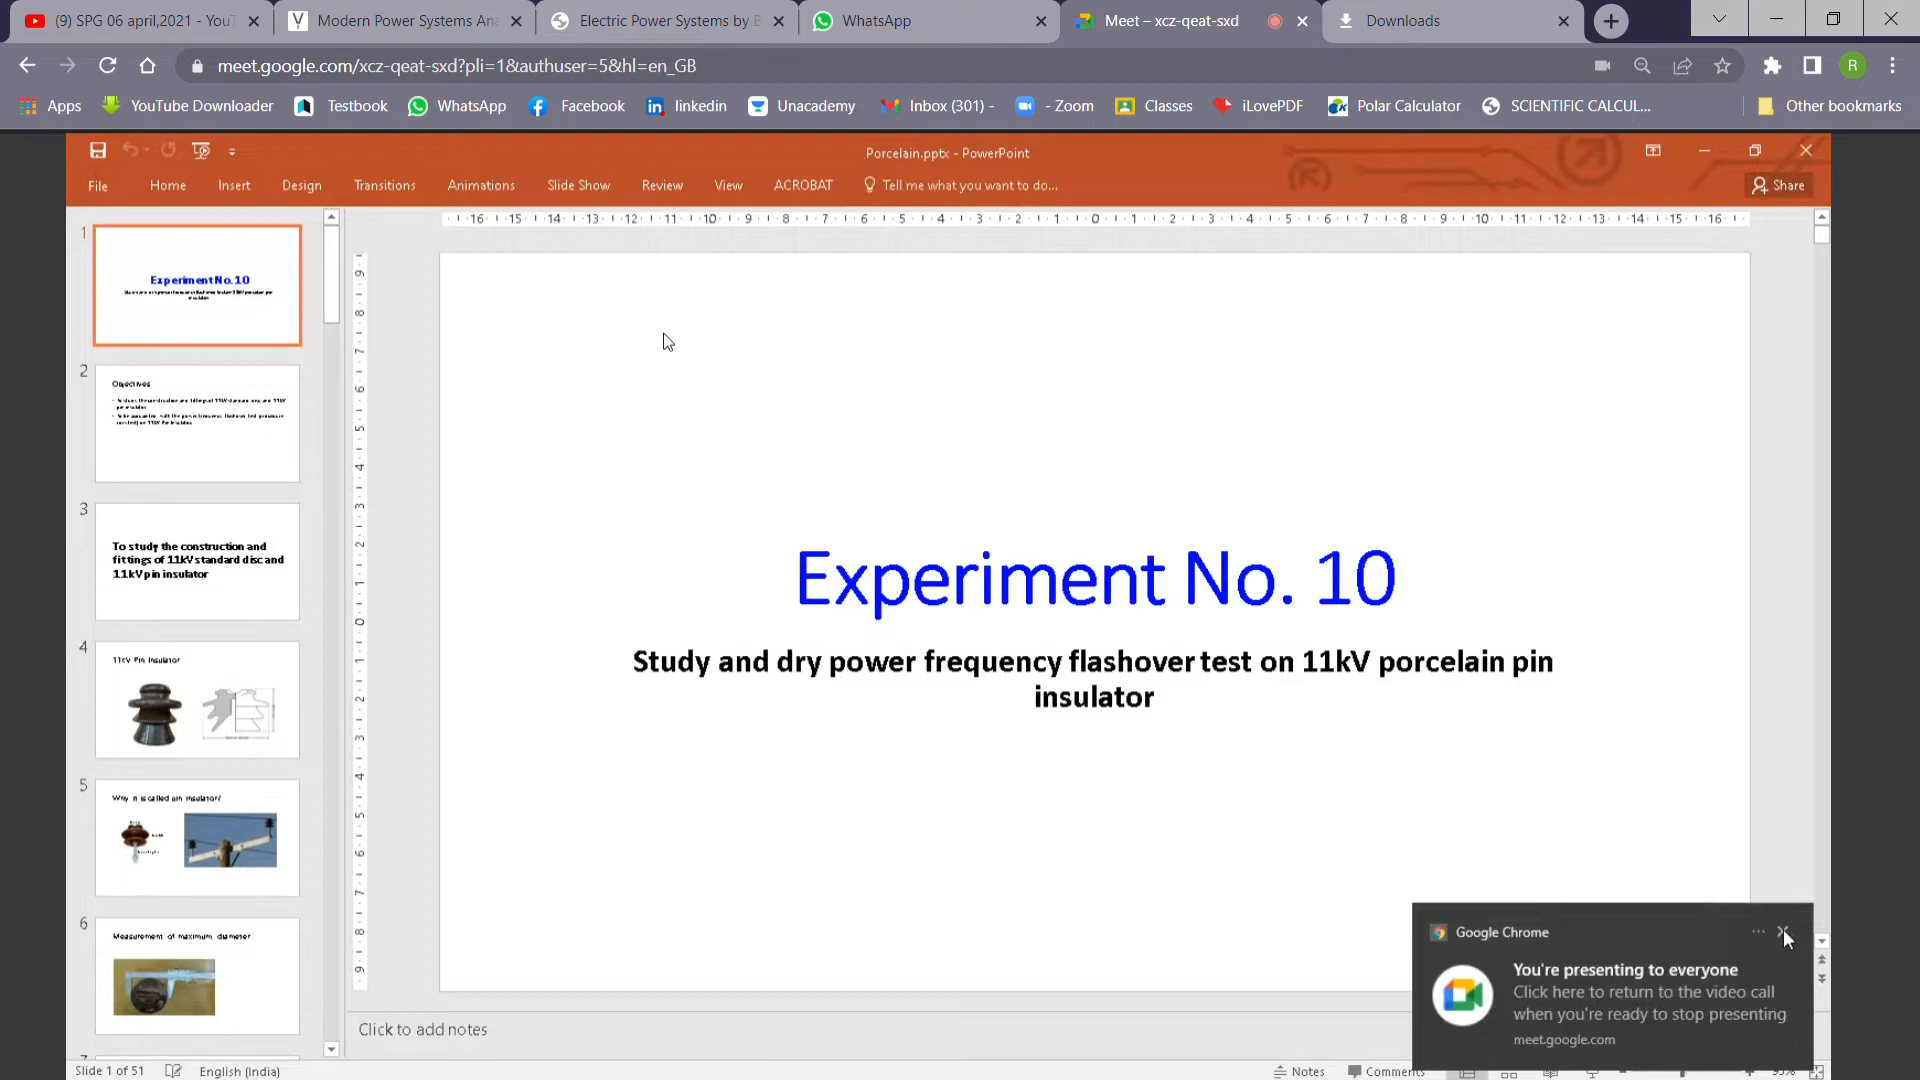 (9) SPG 06 april,2021 - YouT
Modern Power Systems Ana
Electric Power Systems by B
WhatsApp
Meet – xcz-qeat-sxd
Downloads
meet.google.com/xcz-qeat-sxd?pli=1&authuser=5&hl=en_GB
R
Apps
YouTube Downloader
Testbook
WhatsApp
Facebook
linkedin
Unacademy
Inbox (301) -
- Zoom
Classes
iLovePDF
Polar Calculator
SCIENTIFIC CALCUL...
Other bookmarks
Porcelain.pptx - PowerPoint
File
Home
Insert
Design
Transitions
Animations
Slide Show
Review
View
ACROBAT
Tell me what you want to do...
Share
1
Experiment No. 10
2
Objectives
3
To study the construction and
fittings of 11kV standard disc and
11kV pin insulator
4
11kV Pin Insulator
5
Why it is called pin insulator?
6
Measurement of maximum diameter
Experiment No. 10
Study and dry power frequency flashover test on 11kV porcelain pin
insulator
Click to add notes
Google Chrome
You're presenting to everyone
Click here to return to the video call
when you're ready to stop presenting
meet.google.com
Slide 1 of 51
English (India)
Notes
Comments